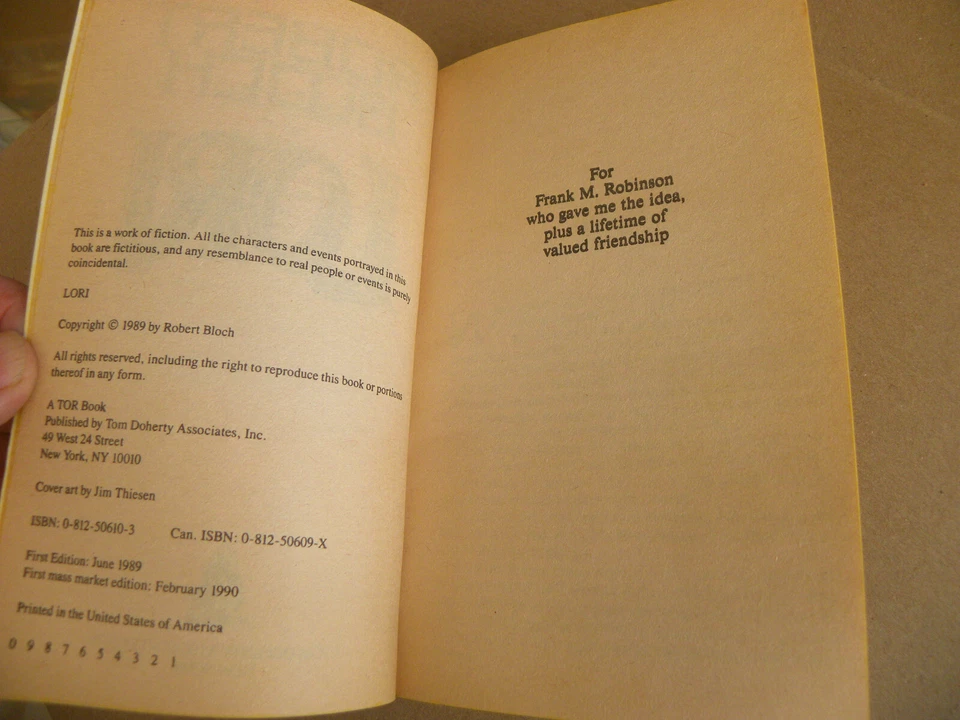 This is a work of fiction. All the characters and events portrayed in this
book are fictitious, and any resemblance to real people or events is purely
coincidental.
LORI
Copyright © 1989 by Robert Bloch
All rights reserved, including the right to reproduce this book or portions
thereof in any form.
A TOR Book
Published by Tom Doherty Associates, Inc.
49 West 24 Street
New York, NY 10010
Cover art by Jim Thiesen
ISBN: 0-812-50610-3 Can. ISBN: 0-812-50609-X
First Edition: June 1989
First mass market edition: February 1990
Printed in the United States of America
0 9 8 7 6 5 4 3 2 1
For
Frank M. Robinson
who gave me the idea,
plus a lifetime of
valued friendship